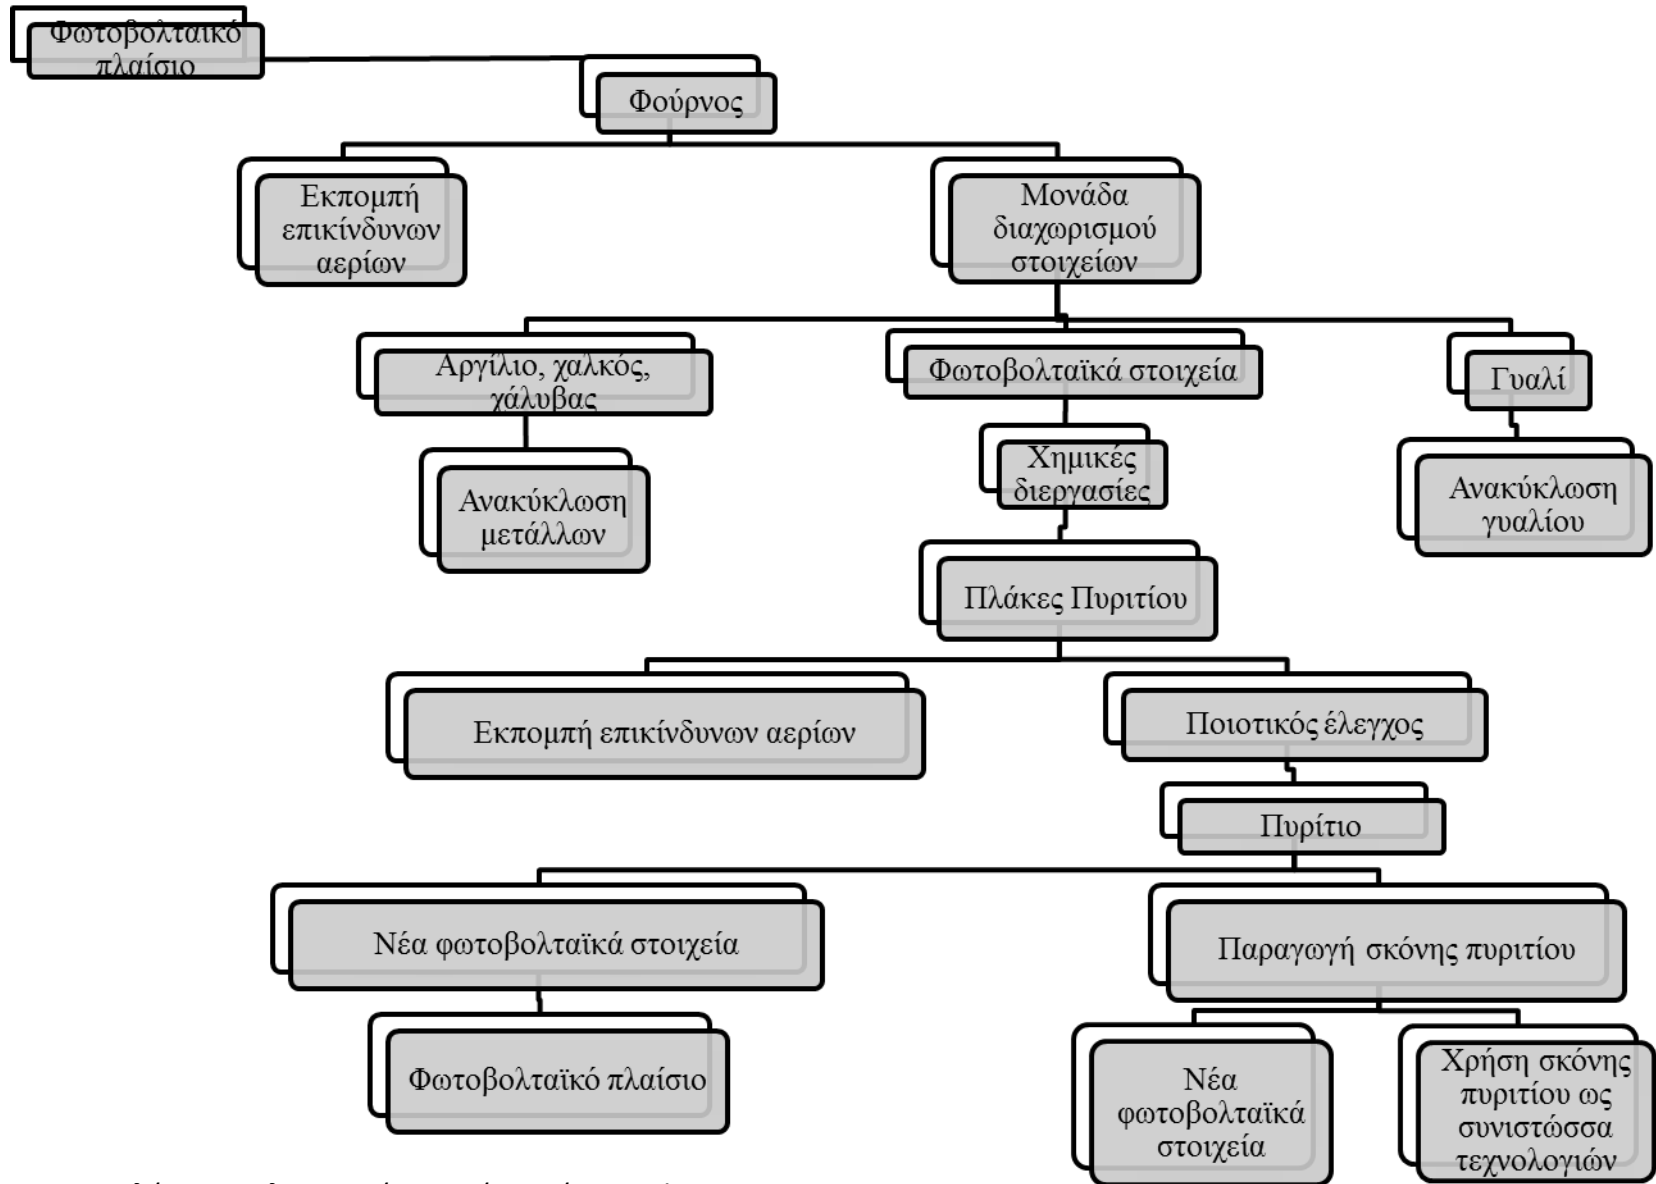 Φωτοβολταϊκό
πλαίσιο
Φούρνος
Εκπομπή
επικίνδυνων
αερίων
Μονάδα
διαχωρισμού
στοιχείων
Αργίλιο, χαλκός,
χάλυβας
Φωτοβολταϊκά στοιχεία
Γυαλί
Ανακύκλωση
μετάλλων
Χημικές
διεργασίες
Ανακύκλωση
γυαλίου
Πλάκες Πυριτίου
Εκπομπή επικίνδυνων αερίων
Ποιοτικός έλεγχος
Πυρίτιο
Νέα φωτοβολταϊκά στοιχεία
Παραγωγή σκόνης πυριτίου
Φωτοβολταϊκό πλαίσιο
Νέα
φωτοβολταϊκά
στοιχεία
Χρήση σκόνης
πυριτίου ως
συνιστώσσα
τεχνολογιών